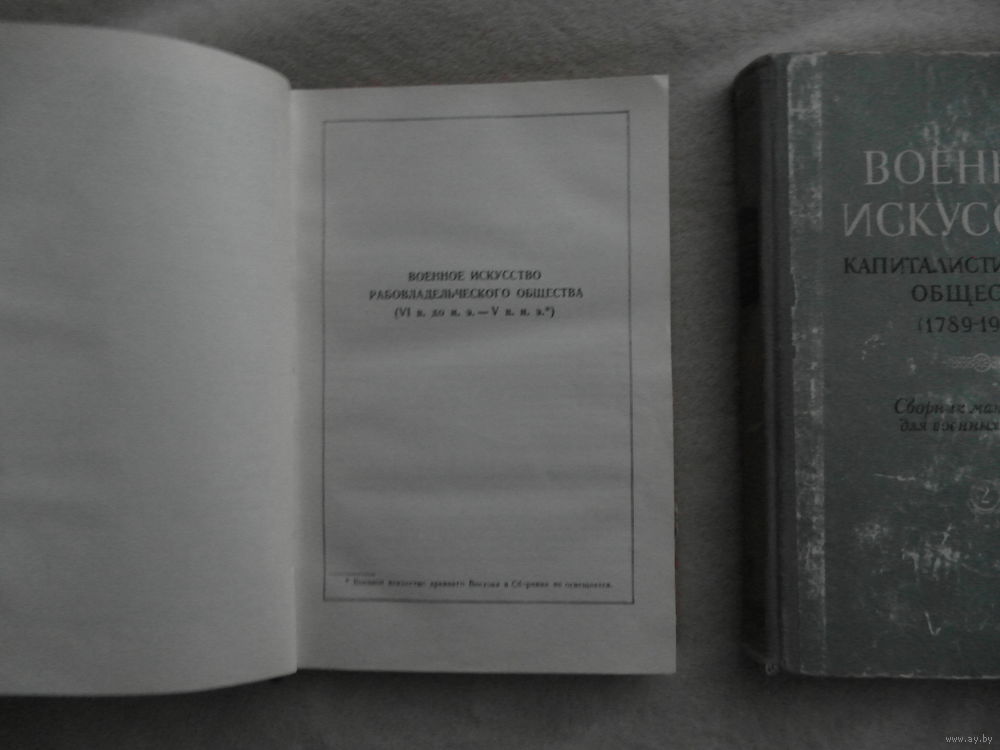 ВОЕННОЕ ИСКУССТВО
РАБОВЛАДЕЛЬЧЕСКОГО ОБЩЕСТВА
(VI в. до н. э. — V в. н. э.*)
* Военное искусство древнего Востока в Сборнике не освещается.
ВОЕНН
ИСКУСС
КАПИТАЛИСТИ
ОБЩЕС
(1789-19
Сборник ма
для военных
2
www.ay.by